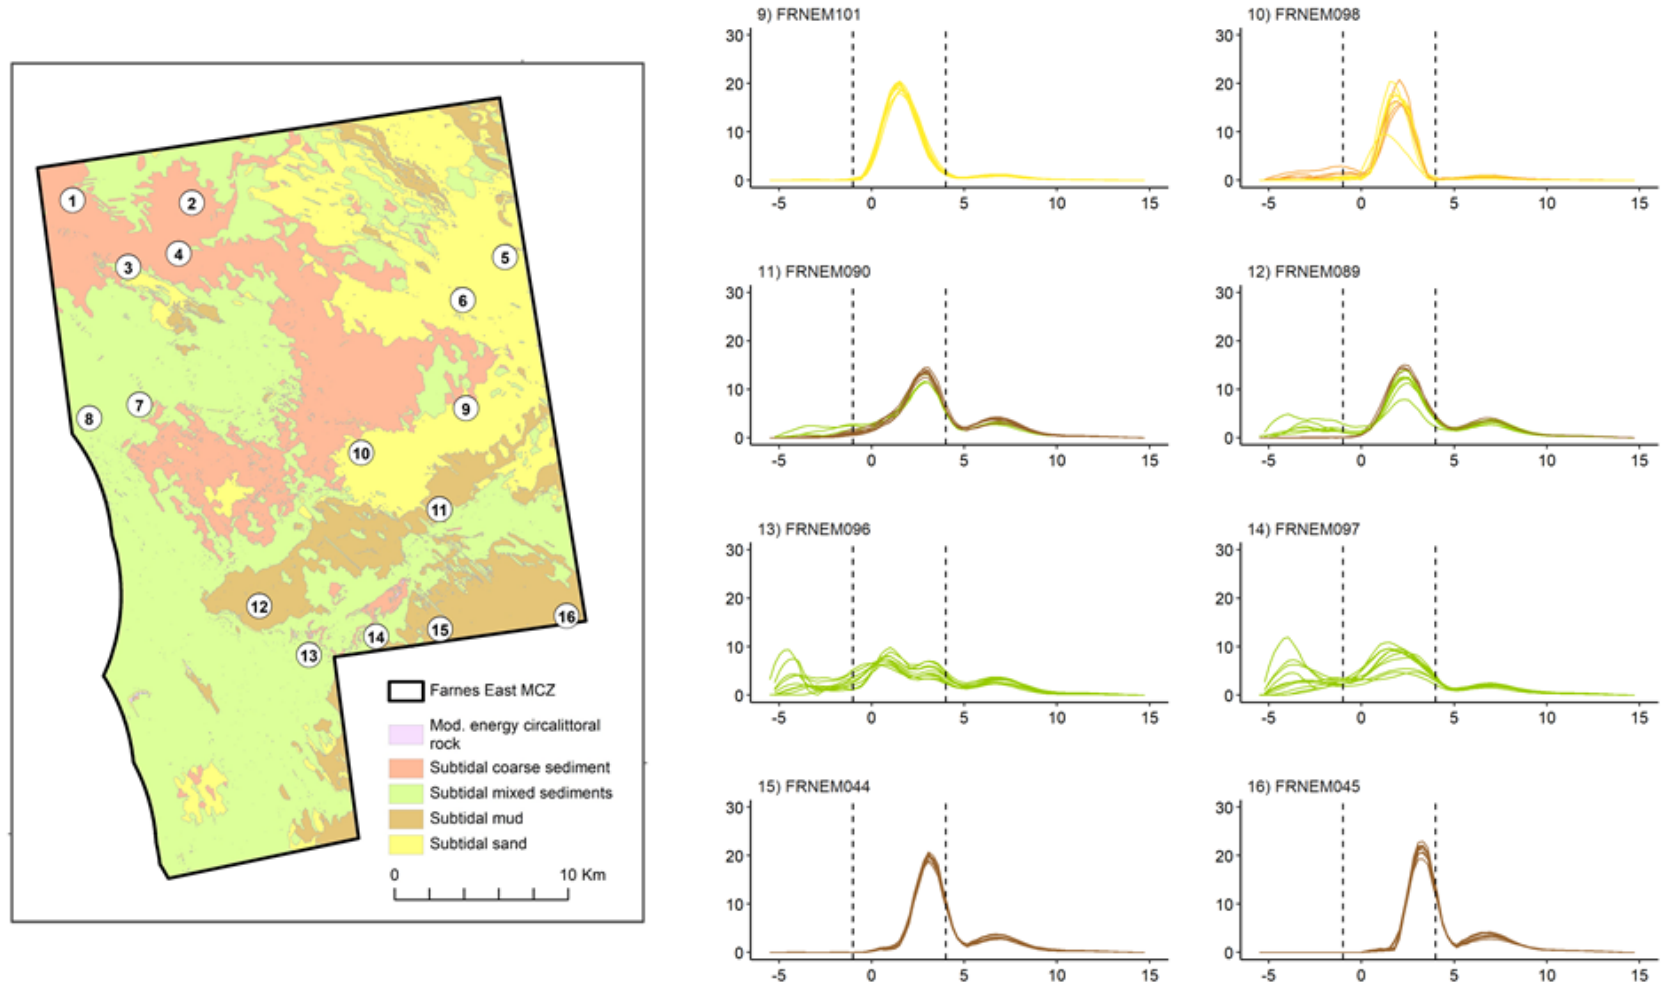 1
2
3
4
5
6
7
8
9
10
11
12
13
14
15
16
Farnes East MCZ
Mod. energy circalittoral
rock
Subtidal coarse sediment
Subtidal mixed sediments
Subtidal mud
Subtidal sand
0 10 Km
9) FRNEM101
30
20
10
0
-5 0 5 10 15
10) FRNEM098
30
20
10
0
-5 0 5 10 15
11) FRNEM090
30
20
10
0
-5 0 5 10 15
12) FRNEM089
30
20
10
0
-5 0 5 10 15
13) FRNEM096
30
20
10
0
-5 0 5 10 15
14) FRNEM097
30
20
10
0
-5 0 5 10 15
15) FRNEM044
30
20
10
0
-5 0 5 10 15
16) FRNEM045
30
20
10
0
-5 0 5 10 15